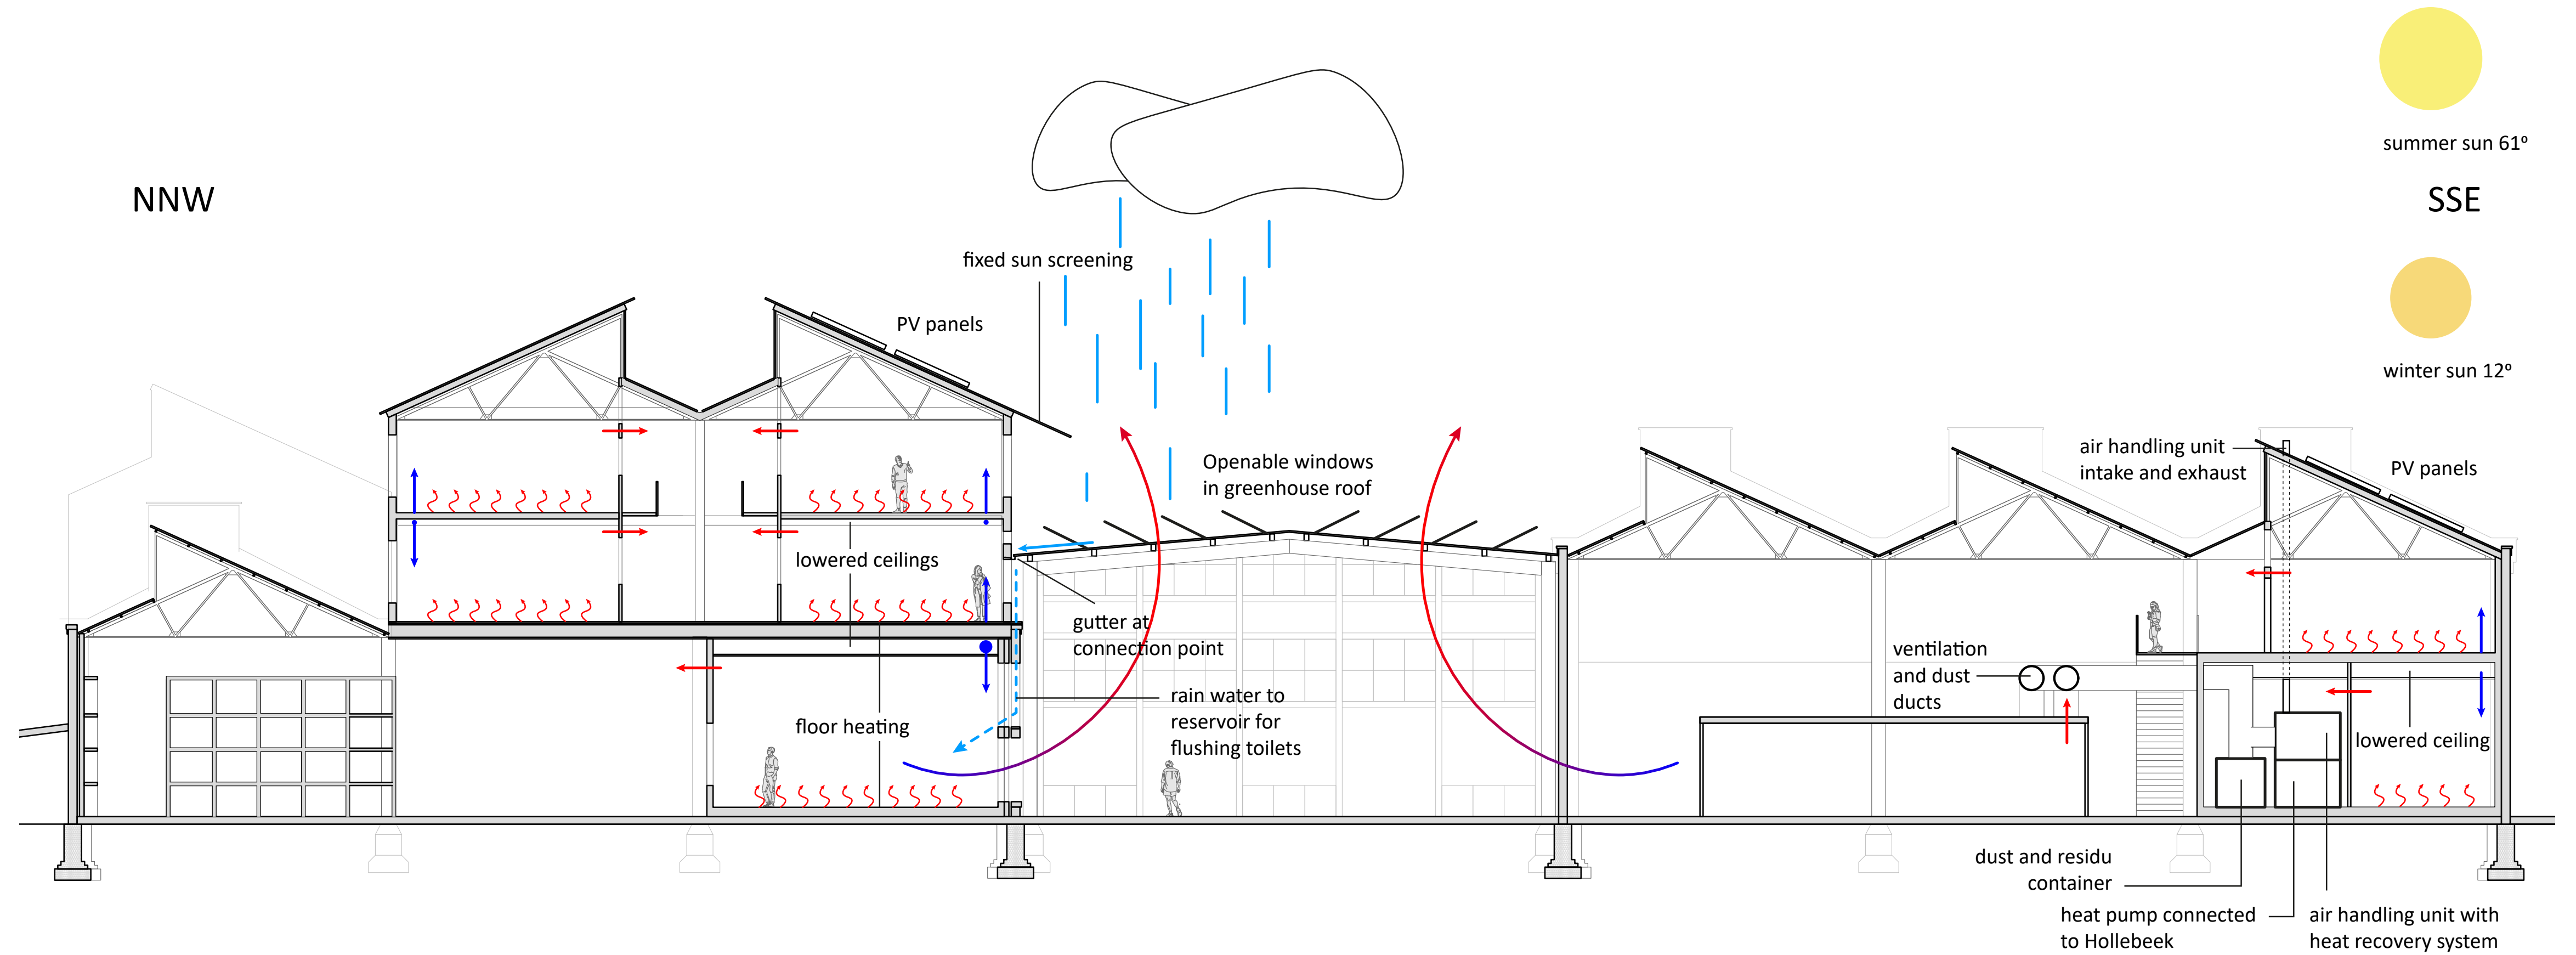 summer sun 61º
NNW
SSE
fixed sun screening
PV panels
winter sun 12º
Openable windows
in greenhouse roof
air handling unit
intake and exhaust
PV panels
lowered ceilings
gutter at
connection point
ventilation
and dust
ducts
rain water to
reservoir for
flushing toilets
floor heating
lowered ceiling
dust and residu
container
heat pump connected
to Hollebeek
air handling unit with
heat recovery system